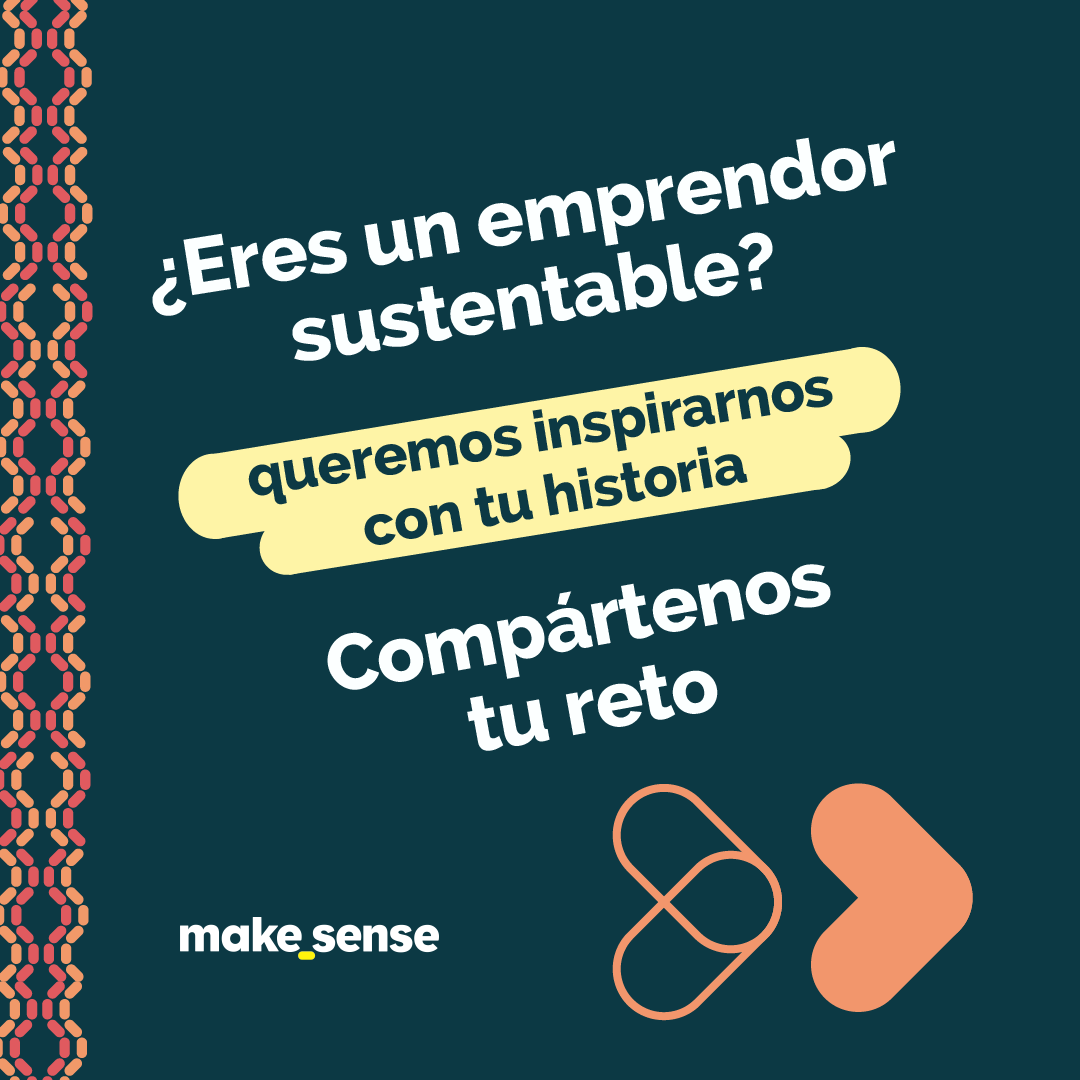 ¿Eres un emprendor
sustentable?
queremos inspirarnos
con tu historia
Compártenos
tu reto
make_sense